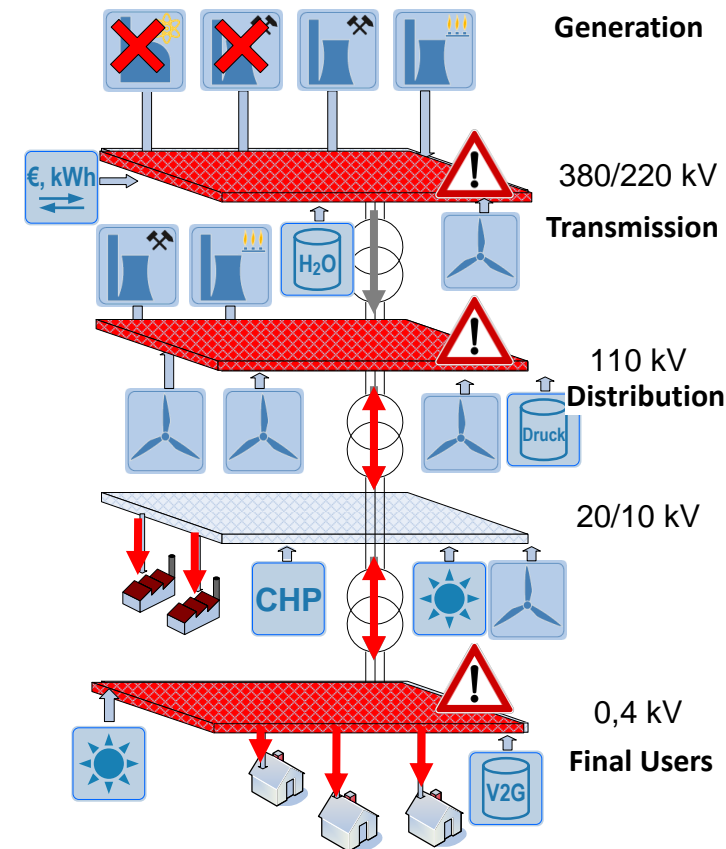 Generation
€, kWh
380/220 kV
Transmission
H₂O
110 kV
Distribution
Druck
20/10 kV
CHP
0,4 kV
Final Users
V2G